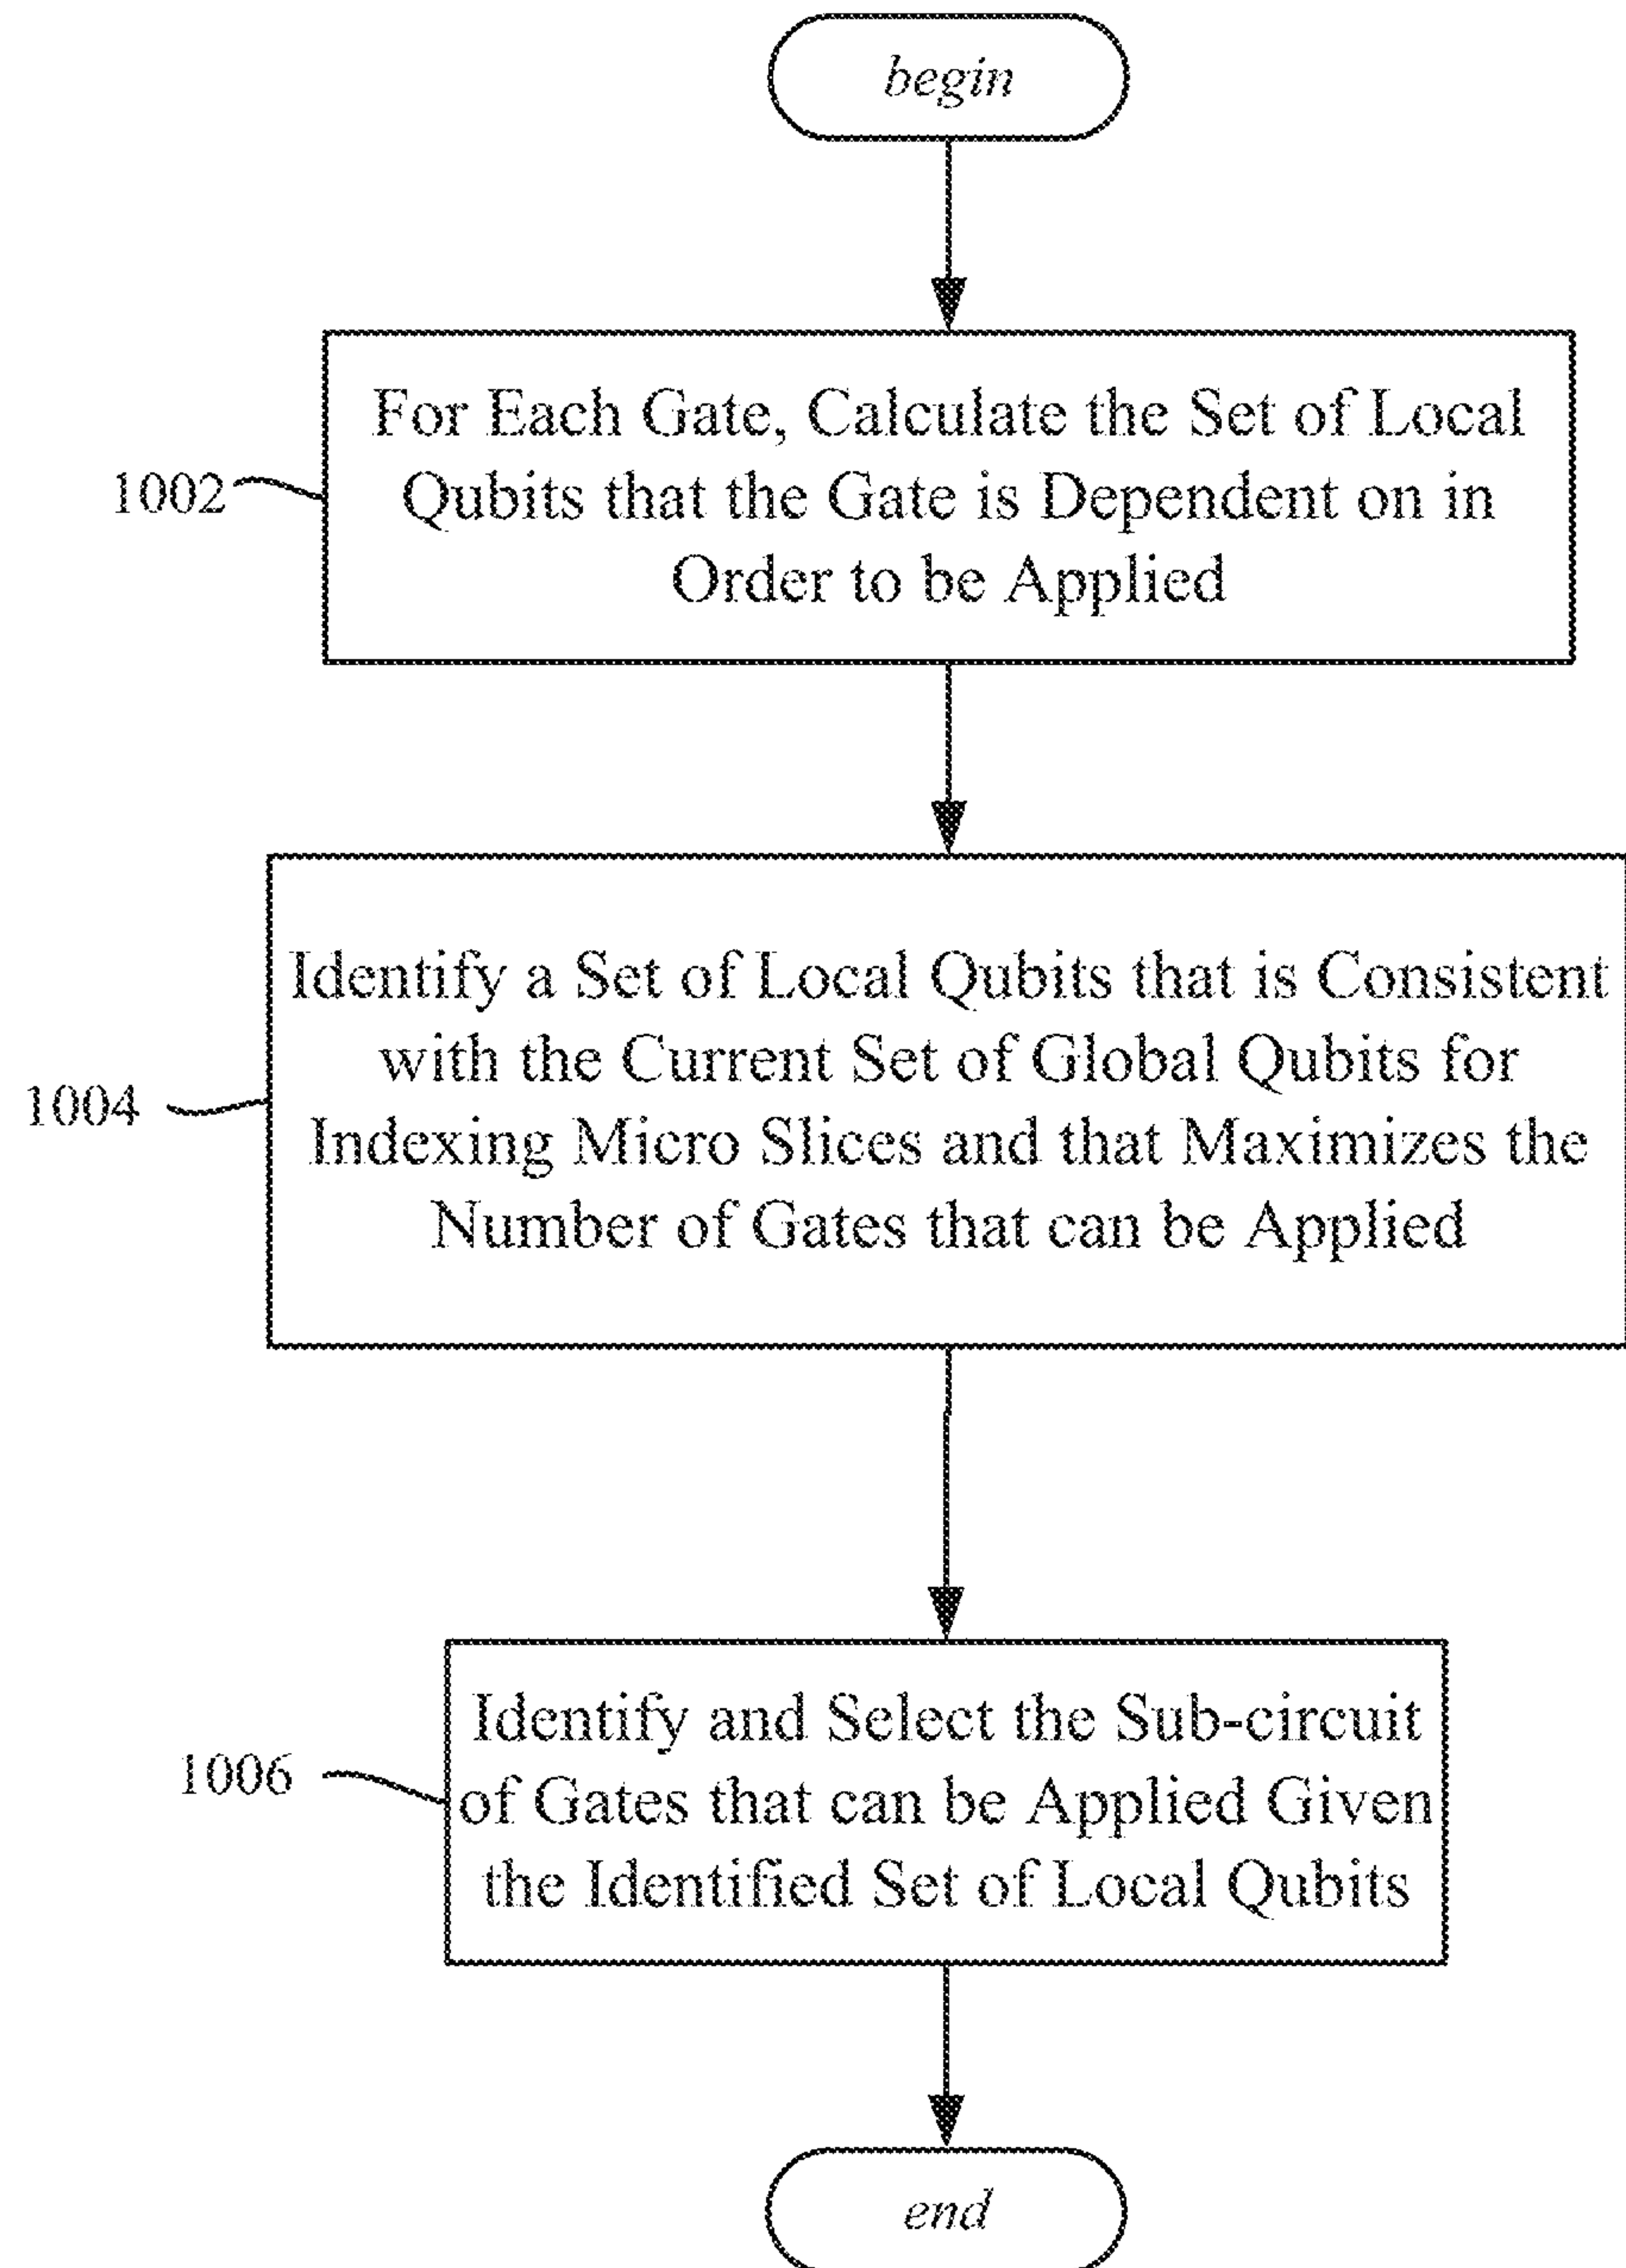 begin
For Each Gate, Calculate the Set of Local
Qubits that the Gate is Dependent on in
Order to be Applied
1002
Identify a Set of Local Qubits that is Consistent
with the Current Set of Global Qubits for
Indexing Micro Slices and that Maximizes the
Number of Gates that can be Applied
1004
Identify and Select the Sub-circuit
of Gates that can be Applied Given
the Identified Set of Local Qubits
1006
end